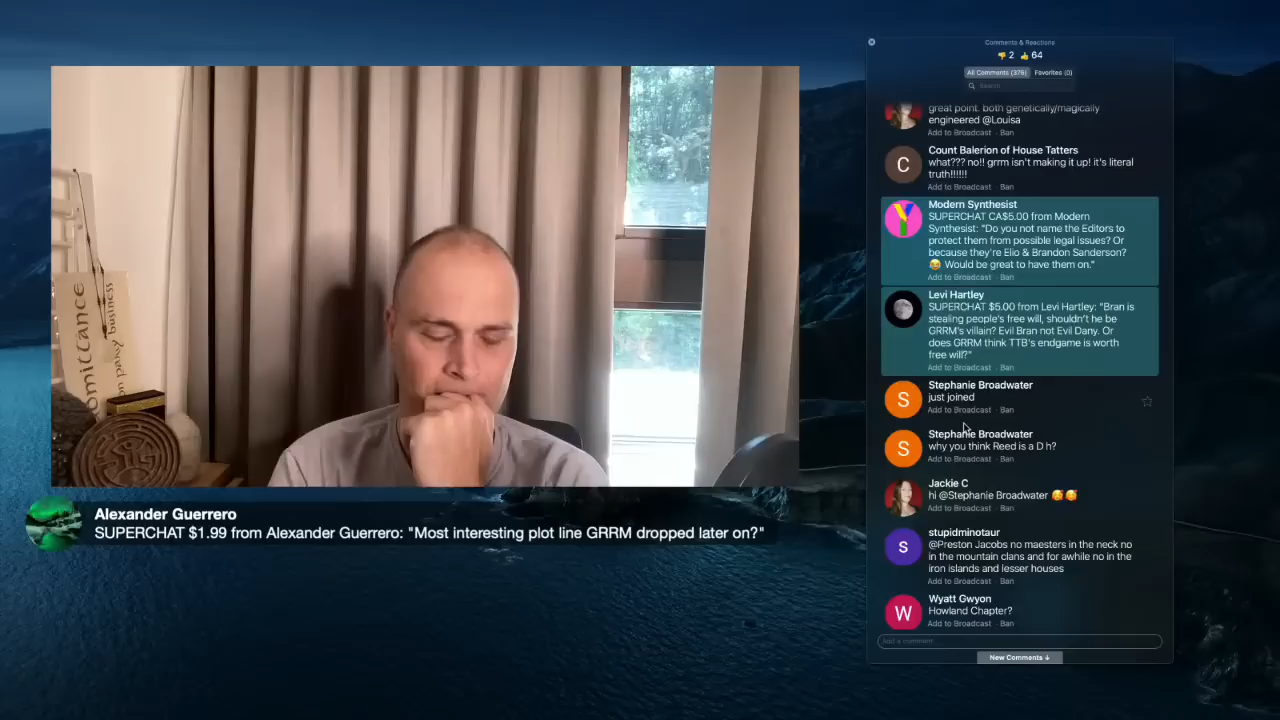 omittance
on pany
business
Alexander Guerrero
SUPERCHAT $1.99 from Alexander Guerrero: "Most interesting plot line GRRM dropped later on?"
Comments & Reactions
👎 2 👍 64
All Comments (376) Favorites (0)
Search
great point. both genetically/magically
engineered @Louisa
Add to Broadcast · Ban
C
Count Balerion of House Tatters
what??? no!! grrm isn't making it up! it's literal
truth!!!!!!
Add to Broadcast · Ban
Modern Synthesist
SUPERCHAT CA$5.00 from Modern
Synthesist: "Do you not name the Editors to
protect them from possible legal issues? Or
because they're Elio & Brandon Sanderson?
😂 Would be great to have them on."
Add to Broadcast · Ban
Levi Hartley
SUPERCHAT $5.00 from Levi Hartley: "Bran is
stealing people's free will, shouldn't he be
GRRM's villain? Evil Bran not Evil Dany. Or
does GRRM think TTB's endgame is worth
free will?"
Add to Broadcast · Ban
S
Stephanie Broadwater
just joined
Add to Broadcast · Ban
S
Stephanie Broadwater
why you think Reed is a D h?
Add to Broadcast · Ban
Jackie C
hi @Stephanie Broadwater 🥰🥰
Add to Broadcast · Ban
S
stupidminotaur
@Preston Jacobs no maesters in the neck no
in the mountain clans and for awhile no in the
iron islands and lesser houses
Add to Broadcast · Ban
W
Wyatt Gwyon
Howland Chapter?
Add to Broadcast · Ban
Add a comment
New Comments ↓